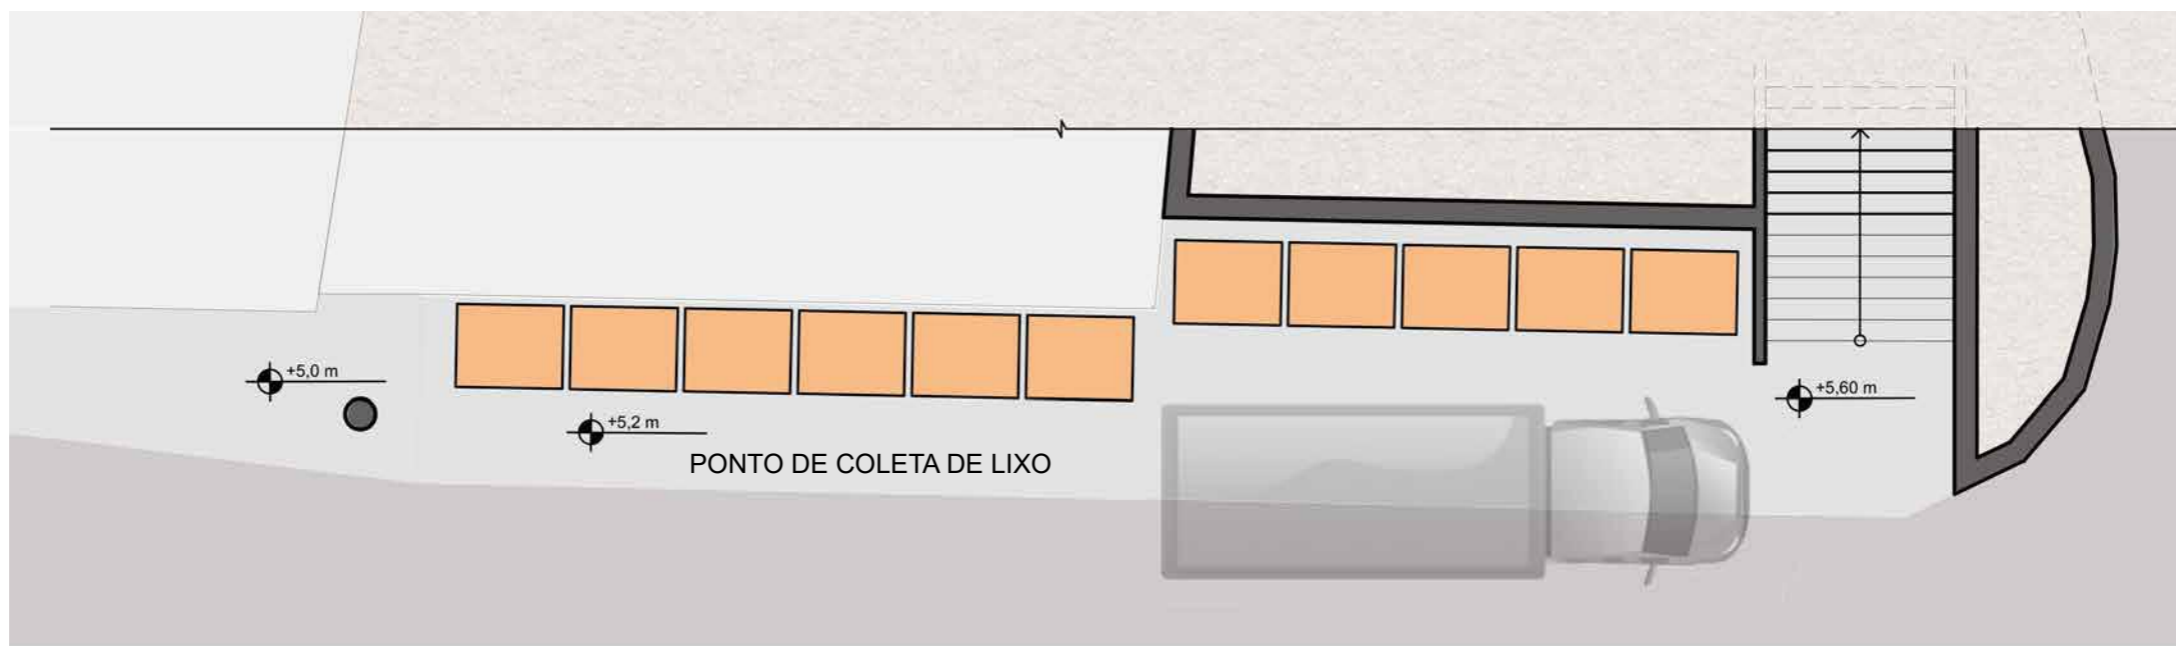 +5,0 m
+5,2 m
PONTO DE COLETA DE LIXO
+5,60 m